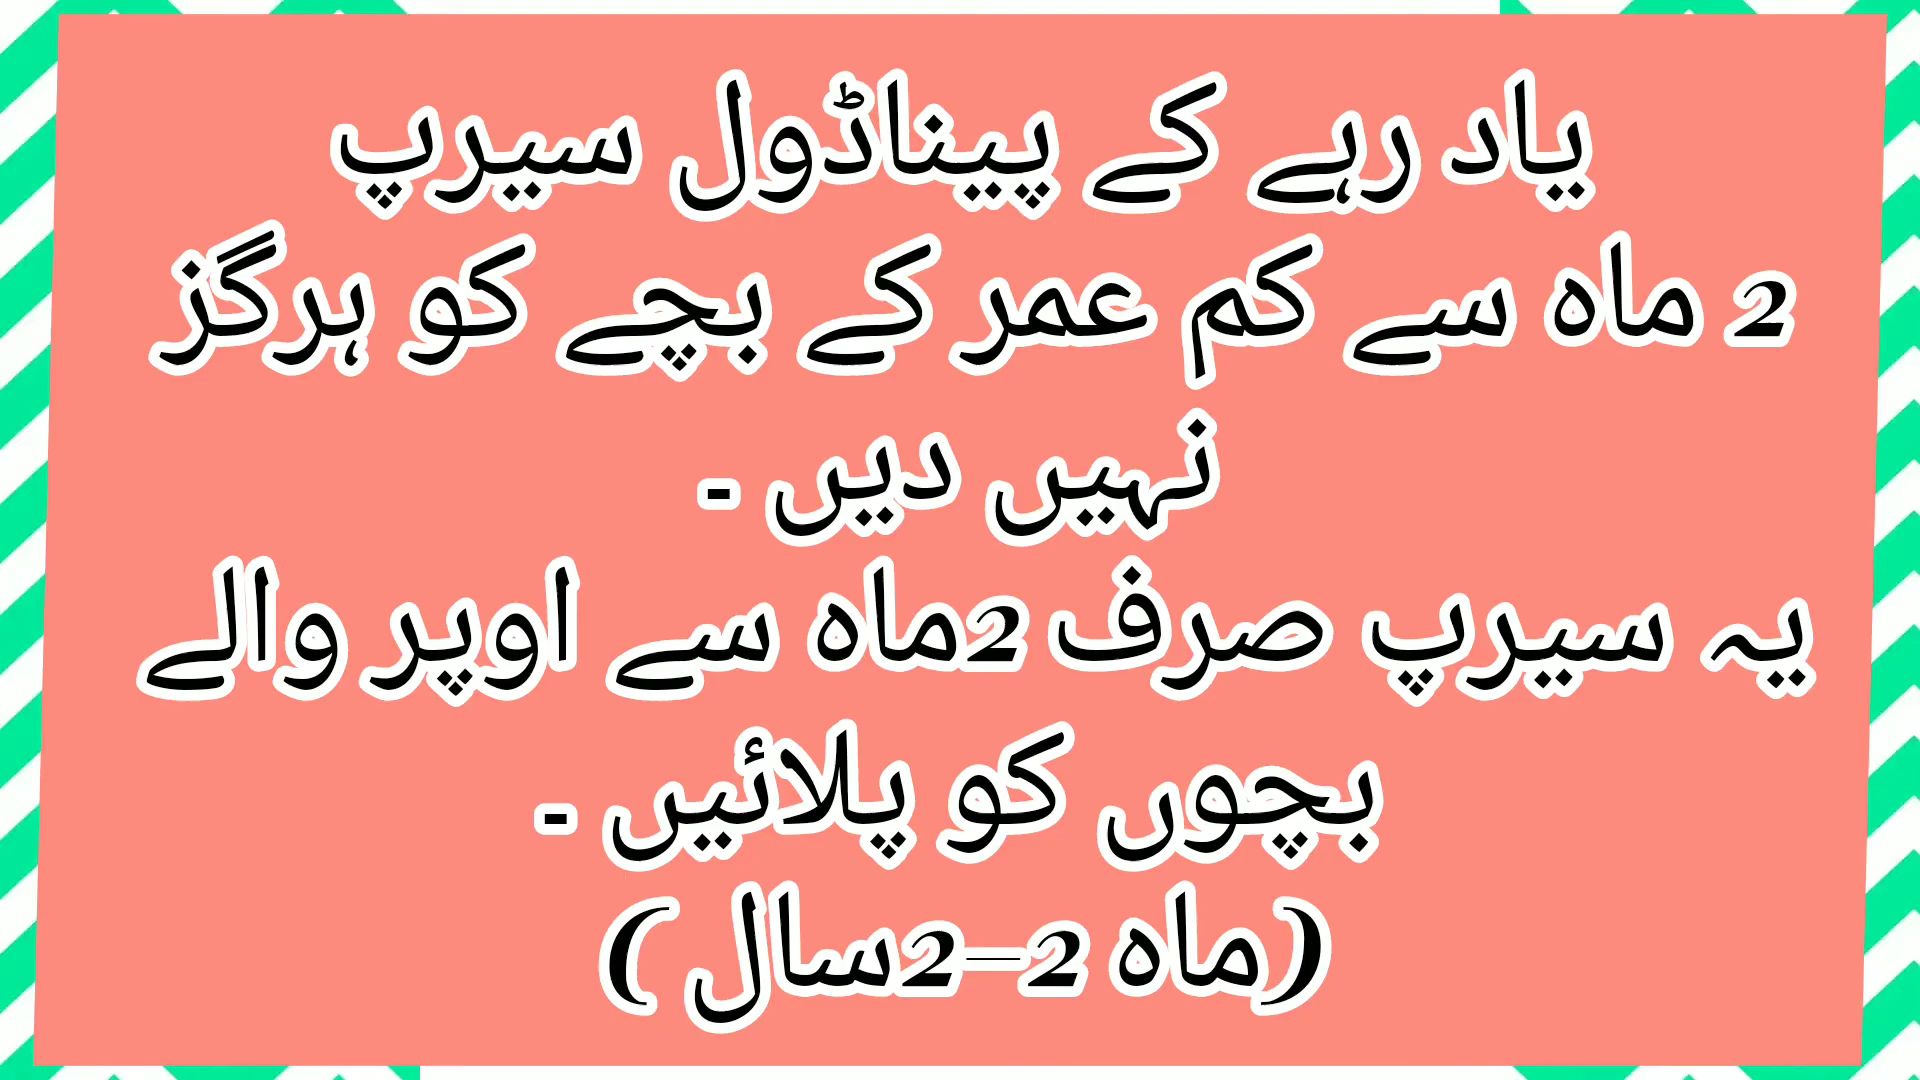 یاد رہے کے پیناڈول سیرپ
2 ماہ سے کم عمر کے بچے کو ہرگز
نہیں دیں ۔
یہ سیرپ صرف 2ماہ سے اوپر والے
بچوں کو پلائیں ۔
(ماہ 2–2سال )